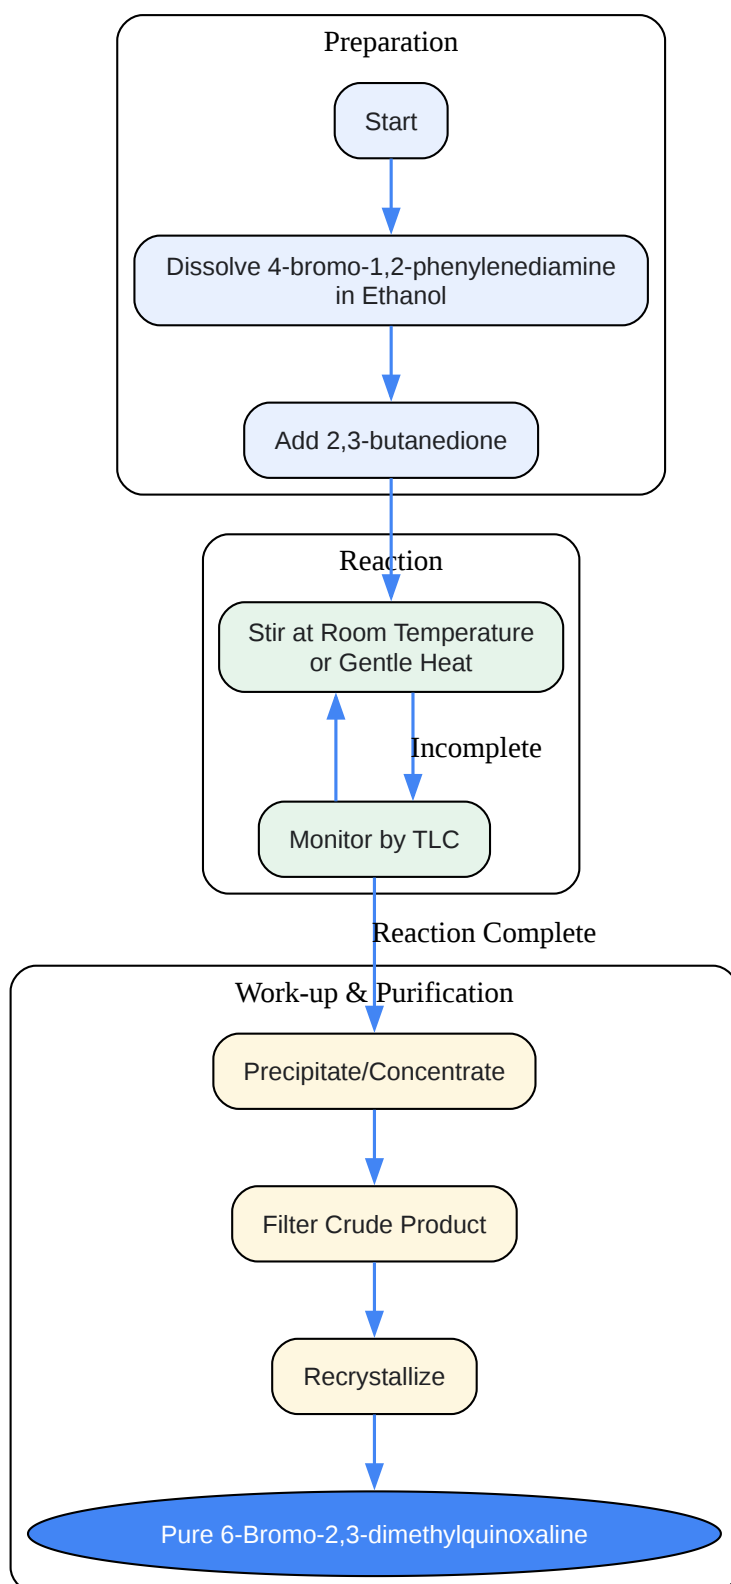 Preparation
Start
Dissolve 4-bromo-1,2-phenylenediamine
in Ethanol
Add 2,3-butanedione
Reaction
Stir at Room Temperature
or Gentle Heat
Incomplete
Monitor by TLC
Reaction Complete
Work-up & Purification
Precipitate/Concentrate
Filter Crude Product
Recrystallize
Pure 6-Bromo-2,3-dimethylquinoxaline